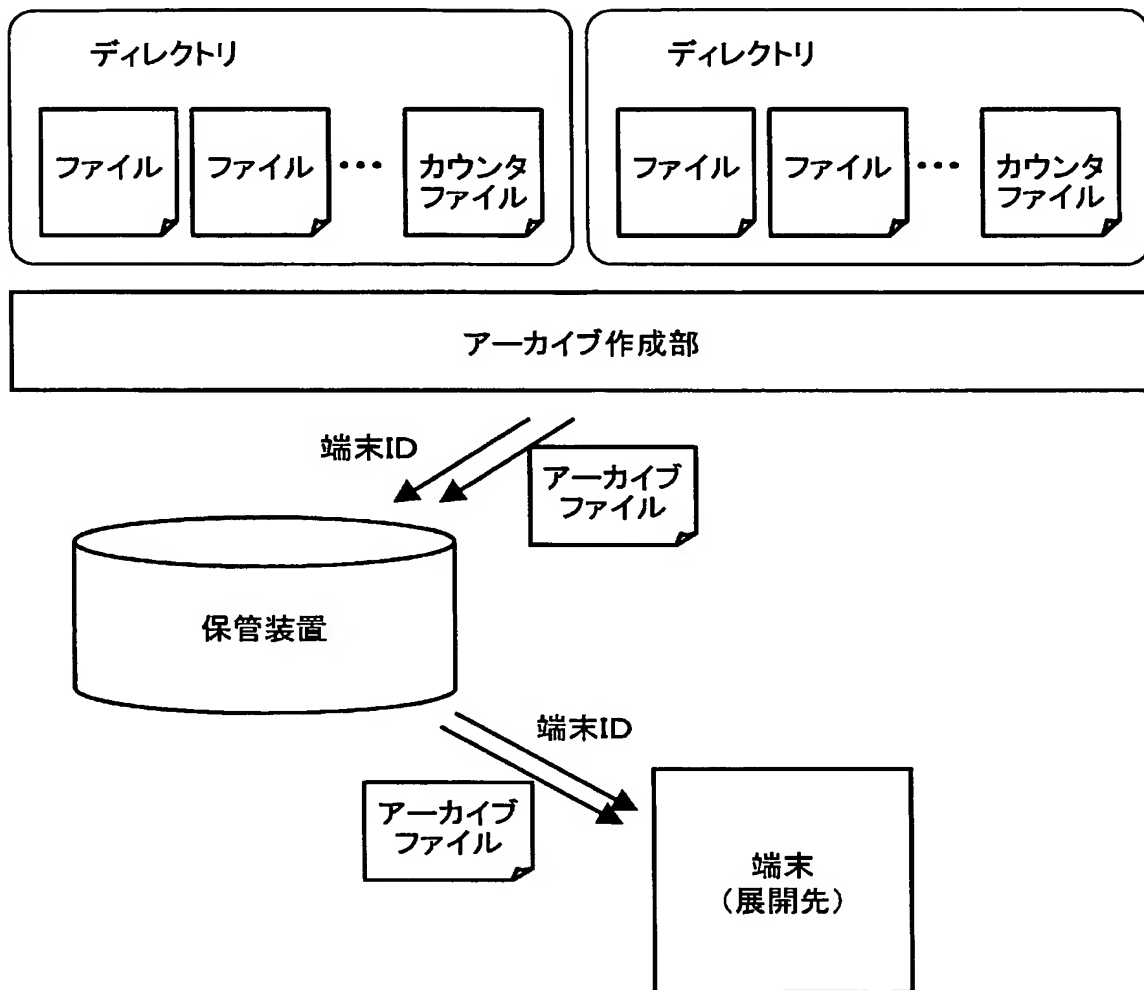 ディレクトリ
ファイル
ファイル
•••
カウンタ
ファイル
ディレクトリ
ファイル
ファイル
•••
カウンタ
ファイル
アーカイブ作成部
端末ID
アーカイブ
ファイル
保管装置
端末ID
アーカイブ
ファイル
端末
(展開先)